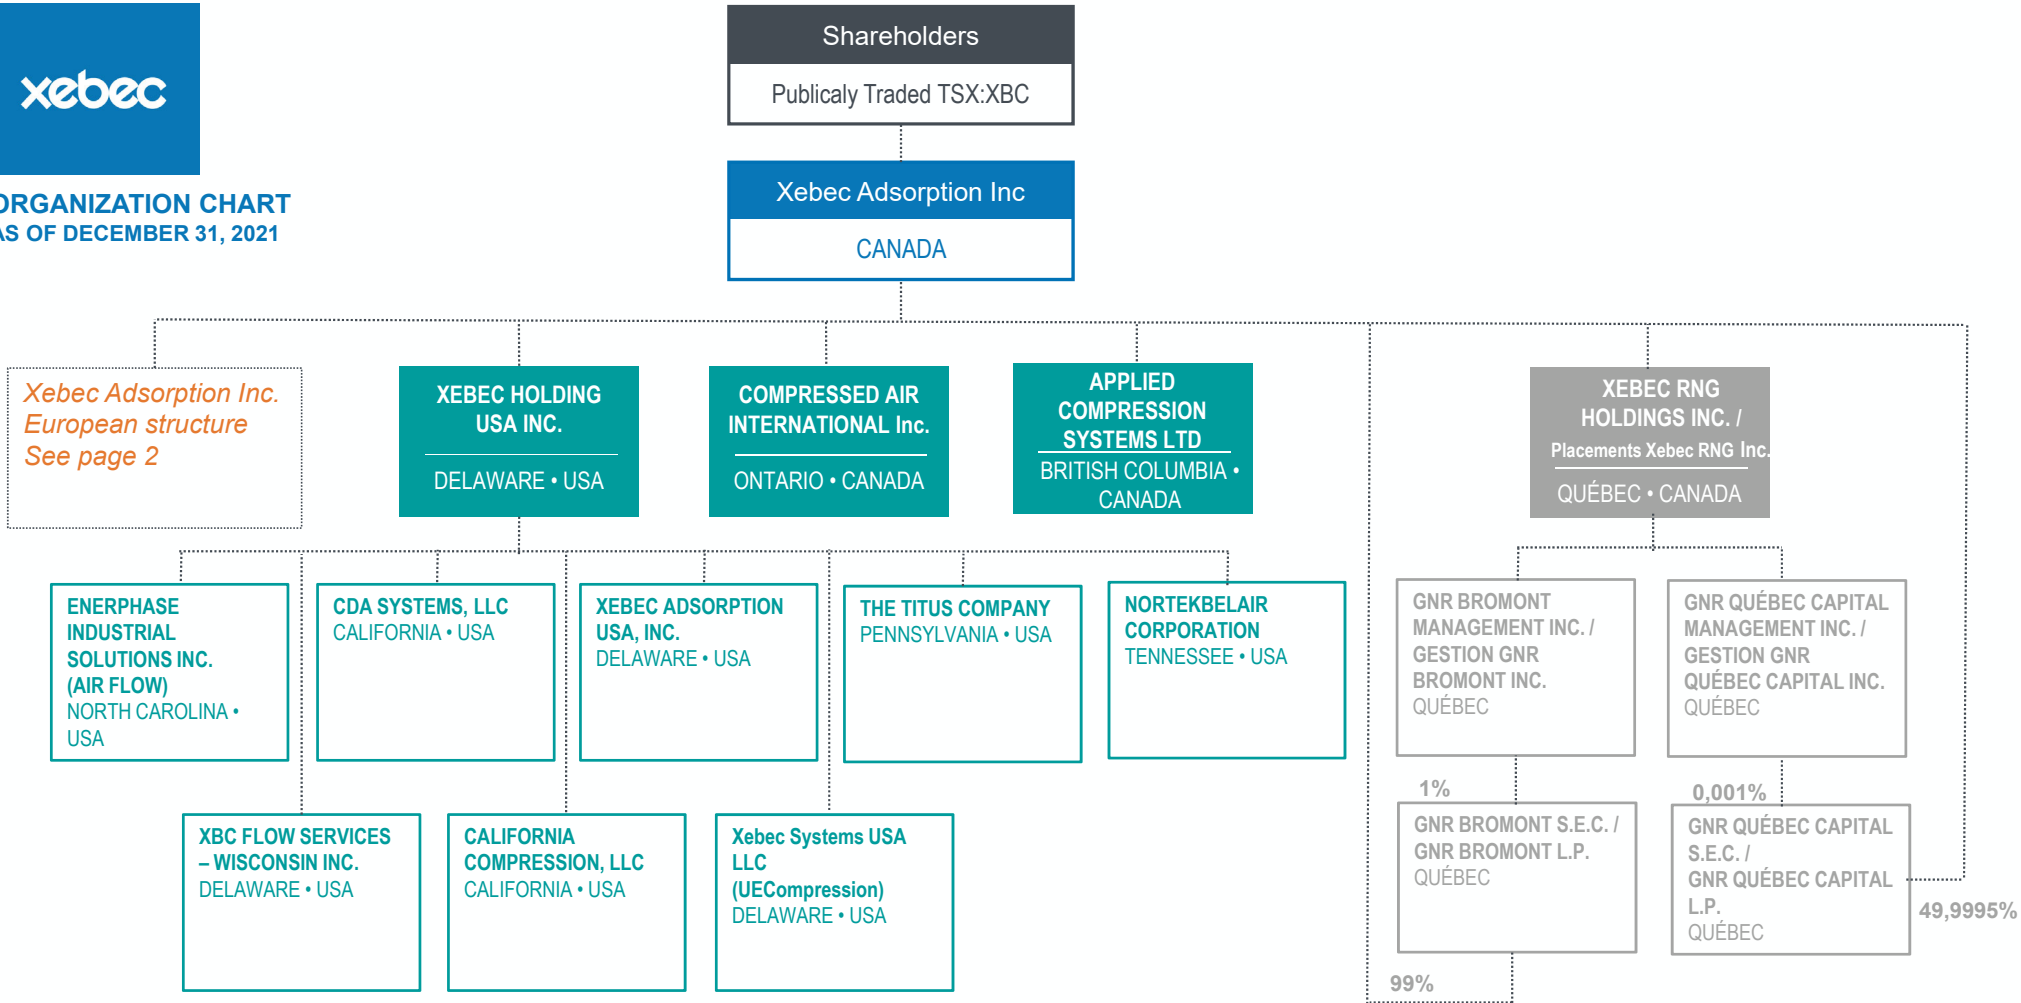 xebec
ORGANIZATION CHART
AS OF DECEMBER 31, 2021
Shareholders
Publicaly Traded TSX:XBC
Xebec Adsorption Inc
CANADA
Xebec Adsorption Inc.
European structure
See page 2
XEBEC HOLDING
USA INC.
DELAWARE • USA
COMPRESSED AIR
INTERNATIONAL Inc.
ONTARIO • CANADA
APPLIED
COMPRESSION
SYSTEMS LTD
BRITISH COLUMBIA •
CANADA
XEBEC RNG
HOLDINGS INC. /
Placements Xebec RNG Inc.
QUÉBEC • CANADA
ENERPHASE
INDUSTRIAL
SOLUTIONS INC.
(AIR FLOW)
NORTH CAROLINA •
USA
CDA SYSTEMS, LLC
CALIFORNIA • USA
XEBEC ADSORPTION
USA, INC.
DELAWARE • USA
THE TITUS COMPANY
PENNSYLVANIA • USA
NORTEKBELAIR
CORPORATION
TENNESSEE • USA
GNR BROMONT
MANAGEMENT INC. /
GESTION GNR
BROMONT INC.
QUÉBEC
GNR QUÉBEC CAPITAL
MANAGEMENT INC. /
GESTION GNR
QUÉBEC CAPITAL INC.
QUÉBEC
1%
0,001%
XBC FLOW SERVICES
– WISCONSIN INC.
DELAWARE • USA
CALIFORNIA
COMPRESSION, LLC
CALIFORNIA • USA
Xebec Systems USA
LLC
(UECompression)
DELAWARE • USA
GNR BROMONT S.E.C. /
GNR BROMONT L.P.
QUÉBEC
GNR QUÉBEC CAPITAL
S.E.C. /
GNR QUÉBEC CAPITAL
L.P.
QUÉBEC
49,9995%
99%